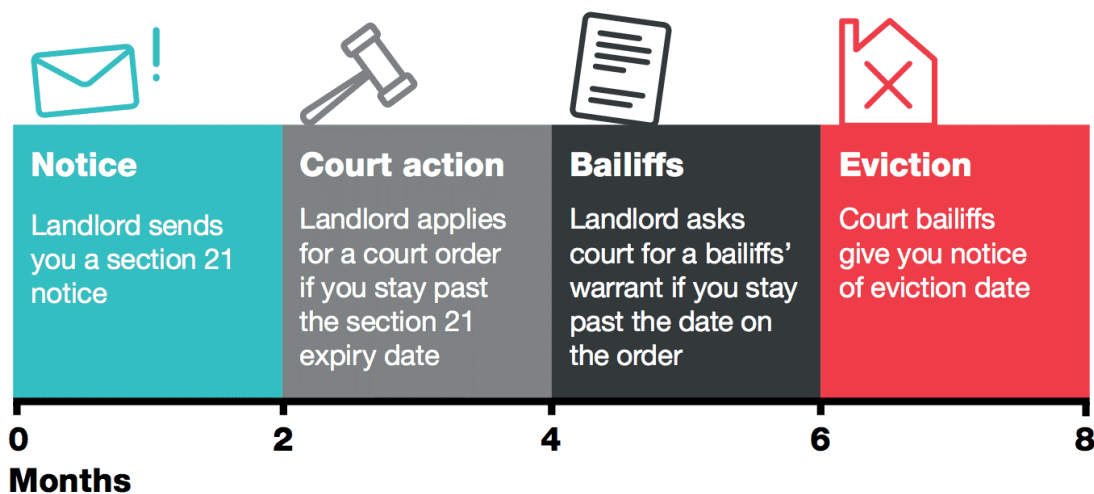 Notice
Landlord sends
you a section 21
notice
Court action
Landlord applies
for a court order
if you stay past
the section 21
expiry date
Bailiffs
Landlord asks
court for a bailiffs’
warrant if you stay
past the date on
the order
Eviction
Court bailiffs
give you notice
of eviction date
0 2 4 6 8
Months